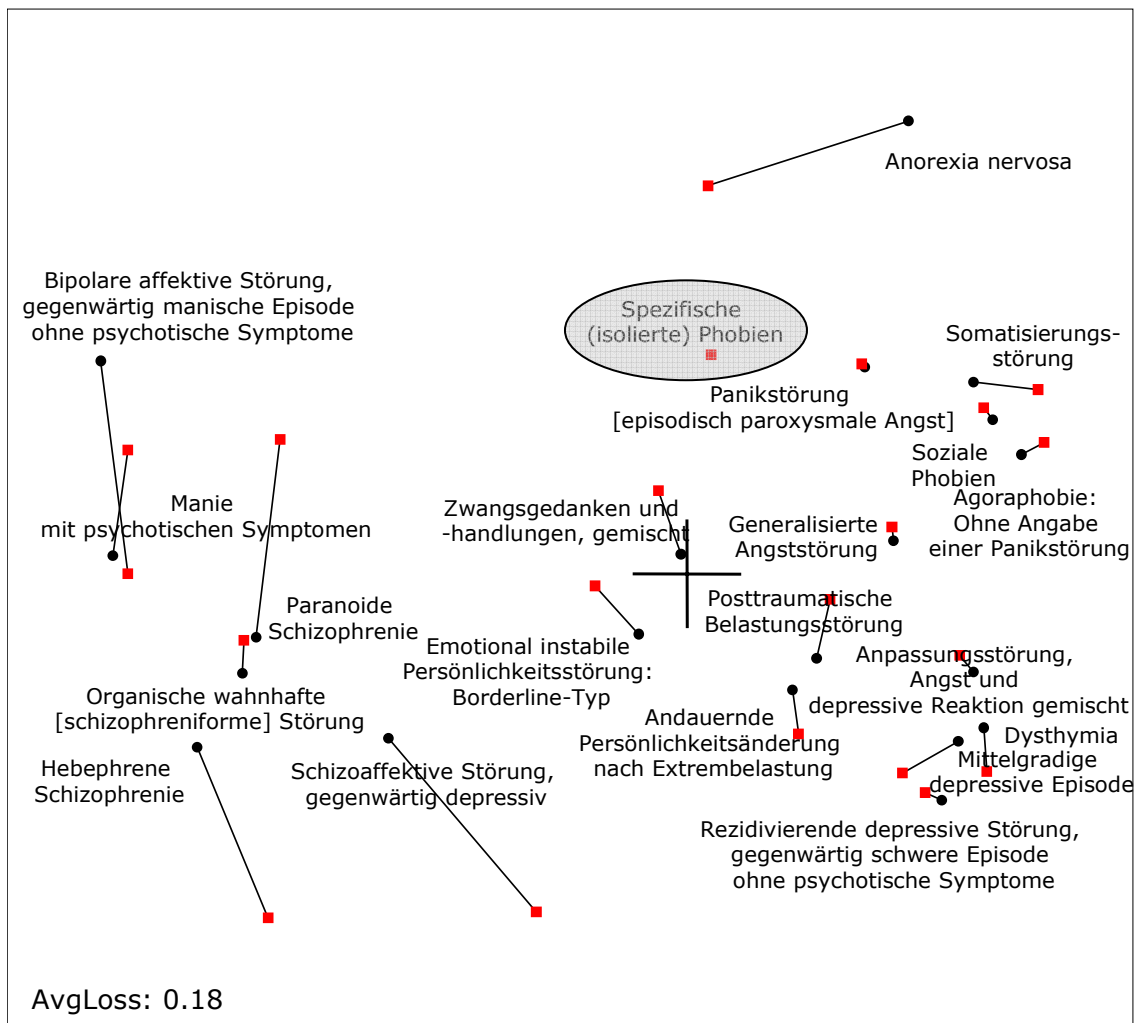 Anorexia nervosa
Bipolare affektive Störung,
gegenwärtig manische Episode
ohne psychotische Symptome
Spezifische
(isolierte) Phobien
Somatisierungs-
störung
Panikstörung
[episodisch paroxysmale Angst]
Soziale
Phobien
Manie
mit psychotischen Symptomen
Zwangsgedanken und
-handlungen, gemischt
Generalisierte
Angststörung
Agoraphobie:
Ohne Angabe
einer Panikstörung
Paranoide
Schizophrenie
Posttraumatische
Belastungsstörung
Emotional instabile
Persönlichkeitsstörung:
Borderline-Typ
Anpassungsstörung,
Angst und
depressive Reaktion gemischt
Organische wahnhafte
[schizophreniforme] Störung
Andauernde
Persönlichkeitsänderung
nach Extrembelastung
Dysthymia
Mittelgradige
depressive Episode
Hebephrene
Schizophrenie
Schizoaffektive Störung,
gegenwärtig depressiv
Rezidivierende depressive Störung,
gegenwärtig schwere Episode
ohne psychotische Symptome
AvgLoss: 0.18